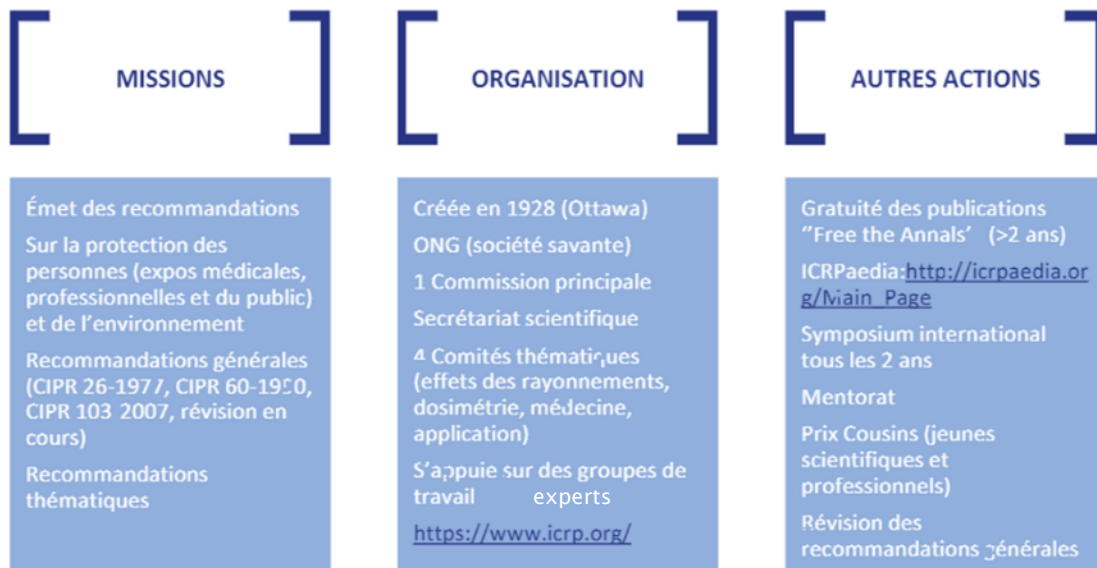 MISSIONS
Émet des recommandations
Sur la protection des
personnes (expos médicales,
professionnelles et du public)
et de l'environnement
Recommandations générales
(CIPR 26-1977, CIPR 60-1990,
CIPR 103 2007, révision en
cours)
Recommandations
thématiques
ORGANISATION
Créée en 1928 (Ottawa)
ONG (société savante)
1 Commission principale
Secrétariat scientifique
4 Comités thématiques
(effets des rayonnements,
dosimétrie, médecine,
application)
S'appuie sur des groupes de
travail experts
https://www.icrp.org/
AUTRES ACTIONS
Gratuité des publications
"Free the Annals' (>2 ans)
ICRPaedia:http://icrpaedia.or
g/Main_Page
Symposium international
tous les 2 ans
Mentorat
Prix Cousins (jeunes
scientifiques et
professionnels)
Révision des
recommandations générales